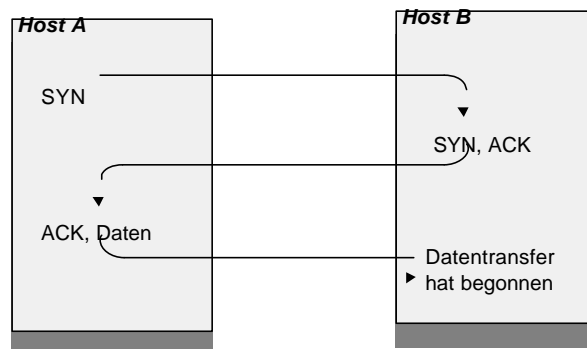 Host A
Host B
SYN
SYN, ACK
ACK, Daten
Datentransfer
hat begonnen